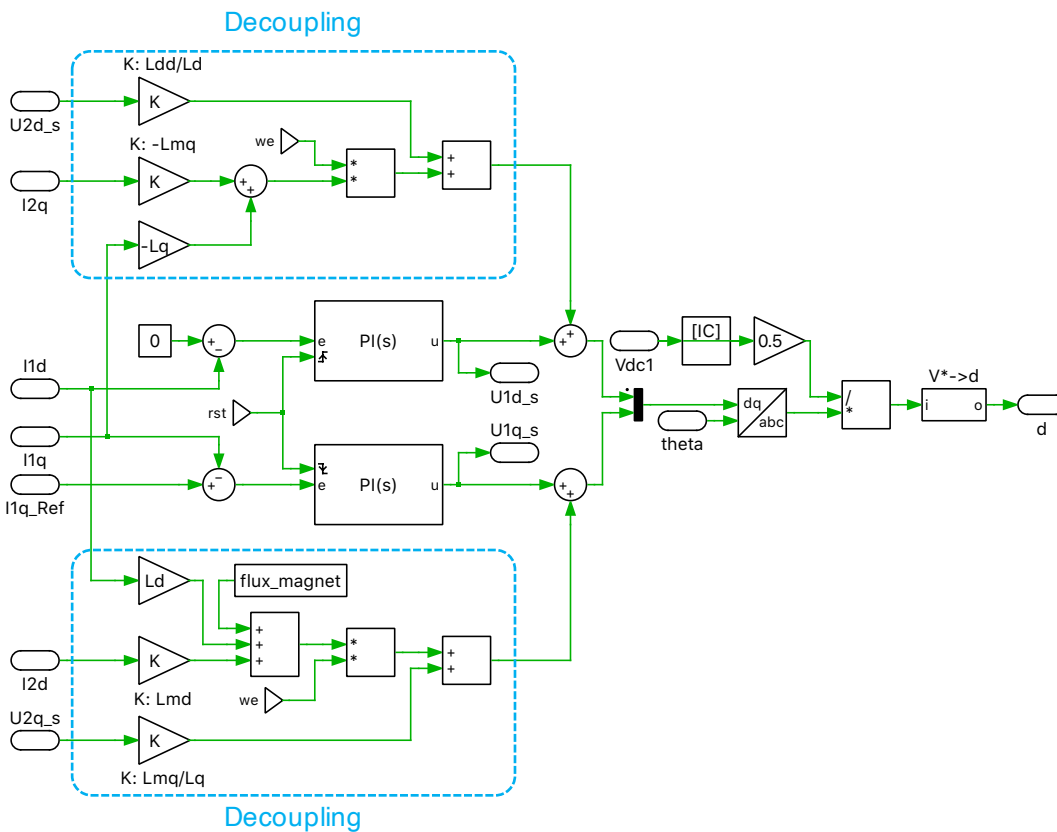 Decoupling
K: Ldd/Ld
K
U2d_s
K: -Lmq
we
*
*
+
+
K
+
+
I2q
-Lq
0
+
−
e
PI(s)
u
+
+
[IC]
0.5
Vdc1
I1d
U1d_s
V*->d
rst
dq
abc
/
*
i
o
theta
d
I1q
U1q_s
−
+
e
PI(s)
u
+
+
I1q_Ref
Ld
flux_magnet
+
+
+
*
*
+
+
K
I2d
K: Lmd
we
U2q_s
K
K: Lmq/Lq
Decoupling